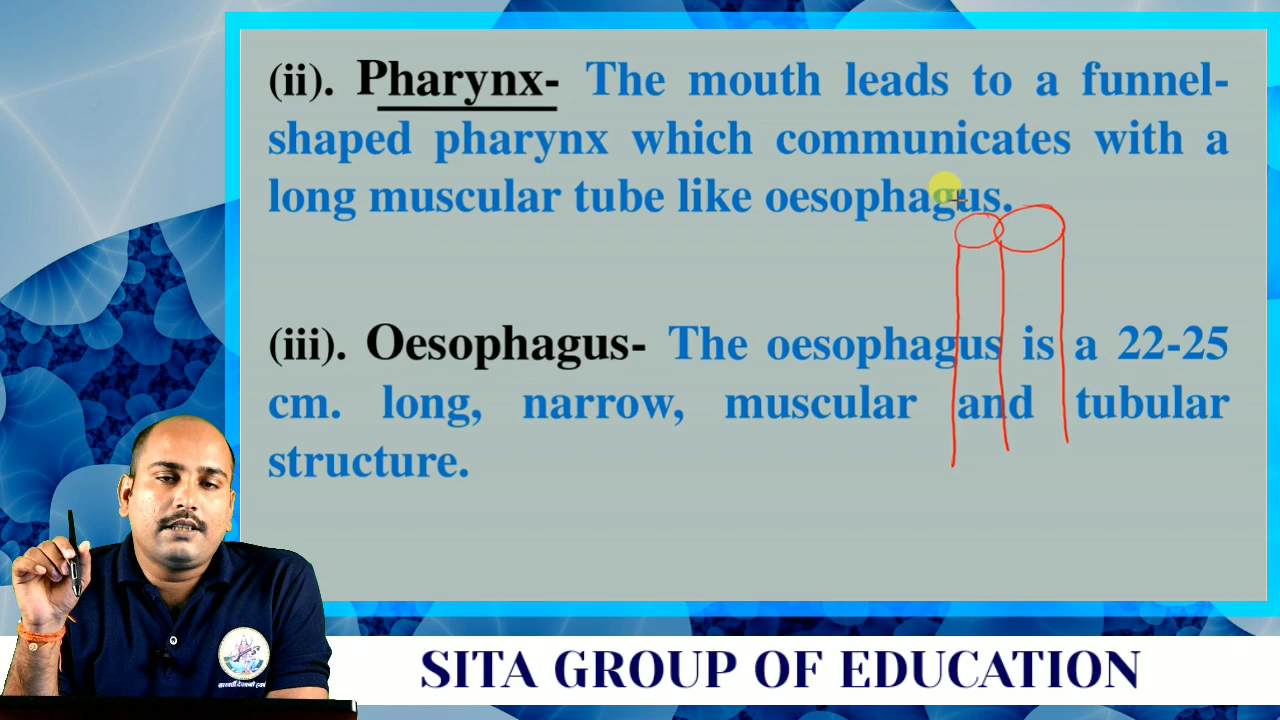 (ii). Pharynx- The mouth leads to a funnel-
shaped pharynx which communicates with a
long muscular tube like oesophagus.
(iii). Oesophagus- The oesophagus is a 22-25
cm. long, narrow, muscular and tubular
structure.
SITA GROUP OF EDUCATION